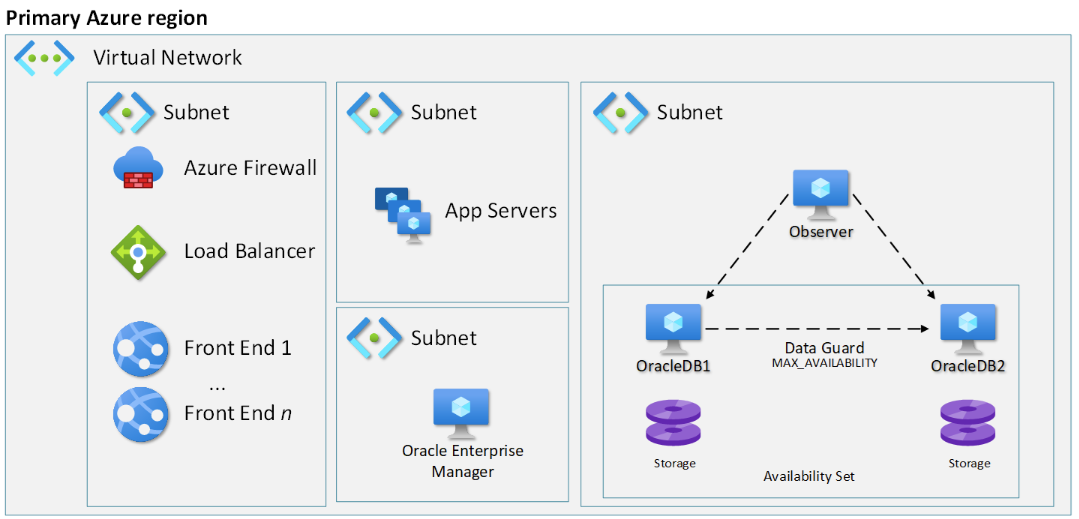 Primary Azure region
Virtual Network
Subnet
Azure Firewall
Load Balancer
Front End 1
...
Front End n
Subnet
App Servers
Subnet
Oracle Enterprise
Manager
Subnet
Observer
OracleDB1
Data Guard
MAX_AVAILABILITY
OracleDB2
Storage
Storage
Availability Set